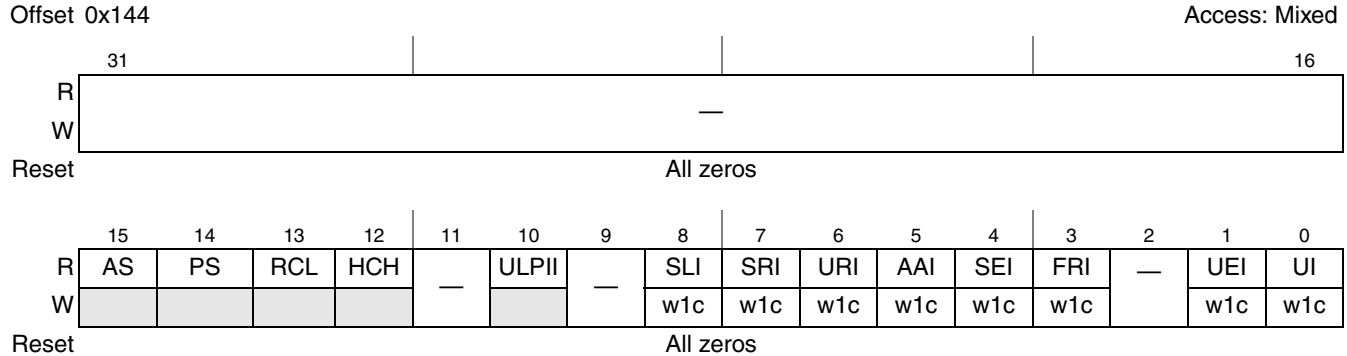 Offset 0x144 Access: Mixed
31 16
R
—
W
Reset All zeros
15 14 13 12 11 10 9 8 7 6 5 4 3 2 1 0
R AS PS RCL HCH — ULPII — SLI SRI URI AAI SEI FRI — UEI UI
W w1c w1c w1c w1c w1c w1c w1c w1c
Reset All zeros